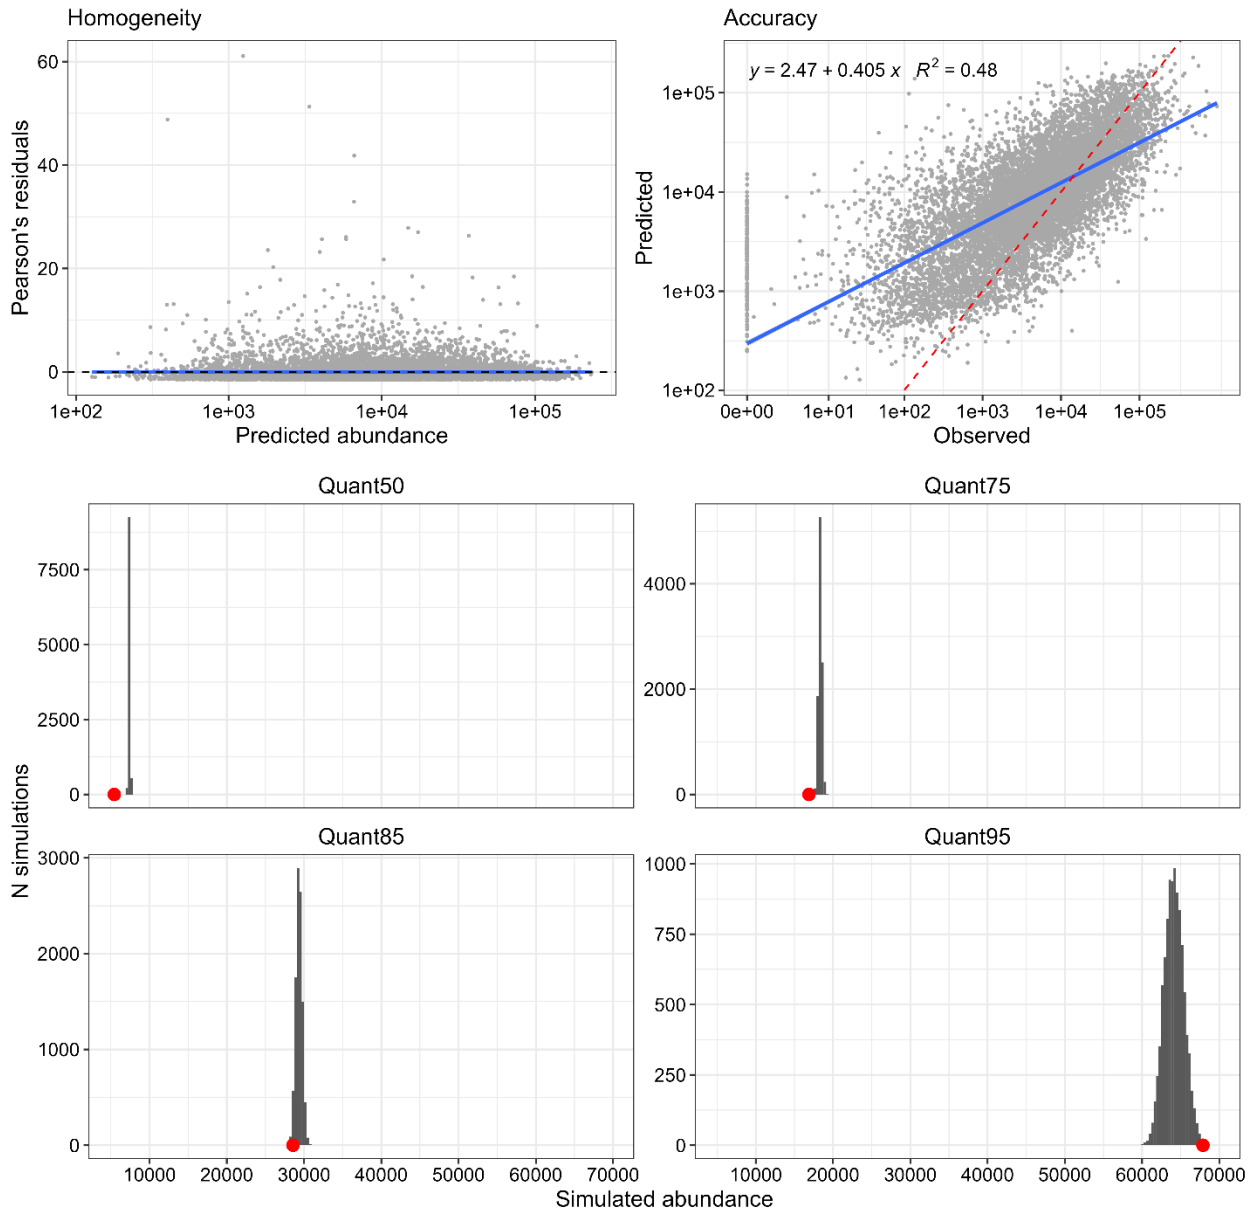 Homogeneity
60
40
20
0
Pearson's residuals
1e+02 1e+03 1e+04 1e+05
Predicted abundance
Accuracy
y = 2.47 + 0.405 x R² = 0.48
1e+05
1e+04
1e+03
1e+02
Predicted
0e+00 1e+01 1e+02 1e+03 1e+04 1e+05
Observed
Quant50
7500
5000
2500
0
Quant75
4000
2000
0
N simulations
Quant85
3000
2000
1000
0
10000 20000 30000 40000 50000 60000 70000
Quant95
1000
750
500
250
0
10000 20000 30000 40000 50000 60000 70000
Simulated abundance